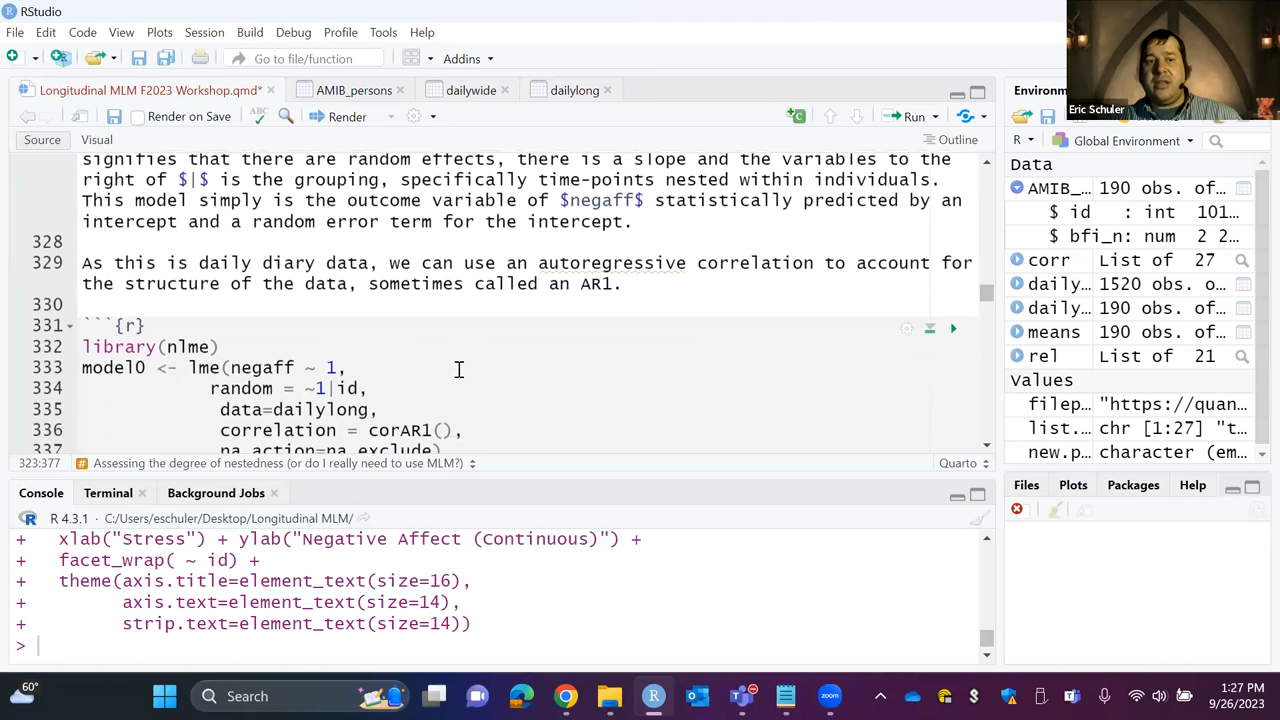 RStudio
File Edit Code View Plots Session Build Debug Profile Tools Help
Go to file/function
Addins
Eric Schuler
Longitudinal MLM F2023 Workshop.qmd*
AMIB_persons
dailywide
dailylong
Environ
Render on Save
ABC
Render
Run
R
Global Environment
Source Visual
Outline
Data
signifies that there are random effects, there is a slope and the variables to the
right of $|$ is the grouping, specifically time-points nested within individuals.
This model simply is the outcome variable of $negaff$ statistically predicted by an
intercept and a random error term for the intercept.
328
329 As this is daily diary data, we can use an autoregressive correlation to account for
the structure of the data, sometimes called an AR1.
330
331 ```{r}
332 library(nlme)
333 model0 <- lme(negaff ~ 1,
334 random = ~1|id,
335 data=dailylong,
336 correlation = corAR1(),
337 na.action=na.exclude)
AMIB_… 190 obs. of…
$ id : int 101…
$ bfi_n: num 2 2…
corr List of 27
daily… 1520 obs. of…
daily… 190 obs. of…
means 190 obs. of…
rel List of 21
Values
filep… "https://quan…
list.… chr [1:27] "t…
new.p… character (em…
323:377 # Assessing the degree of nestedness (or do I really need to use MLM?)
Quarto
Console Terminal Background Jobs
Files Plots Packages Help
R 4.3.1 · C:/Users/eschuler/Desktop/Longitudinal MLM/
+ xlab("Stress") + ylab("Negative Affect (Continuous)") +
+ facet_wrap( ~ id) +
+ theme(axis.title=element_text(size=16),
+ axis.text=element_text(size=14),
+ strip.text=element_text(size=14))
>
60°
Search
zoom
1:27 PM
9/26/2023